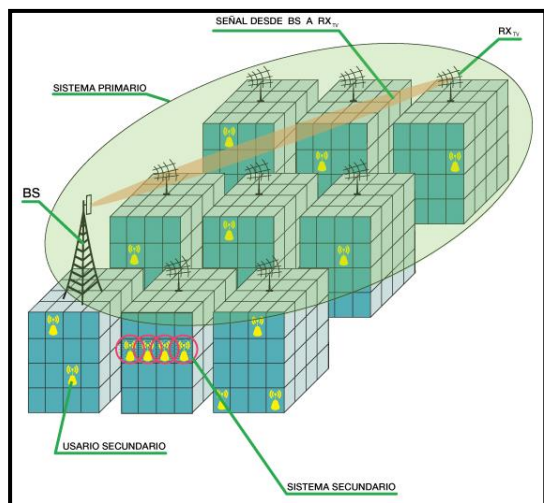 SEÑAL DESDE BS A RXTV
RXTV
SISTEMA PRIMARIO
BS
USARIO SECUNDARIO
SISTEMA SECUNDARIO